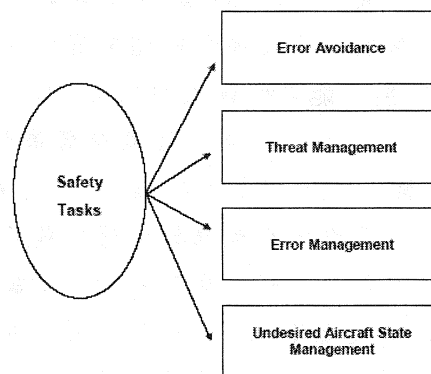 Error Avoidance
Threat Management
Safety
Tasks
Error Management
Undesired Aircraft State
Management